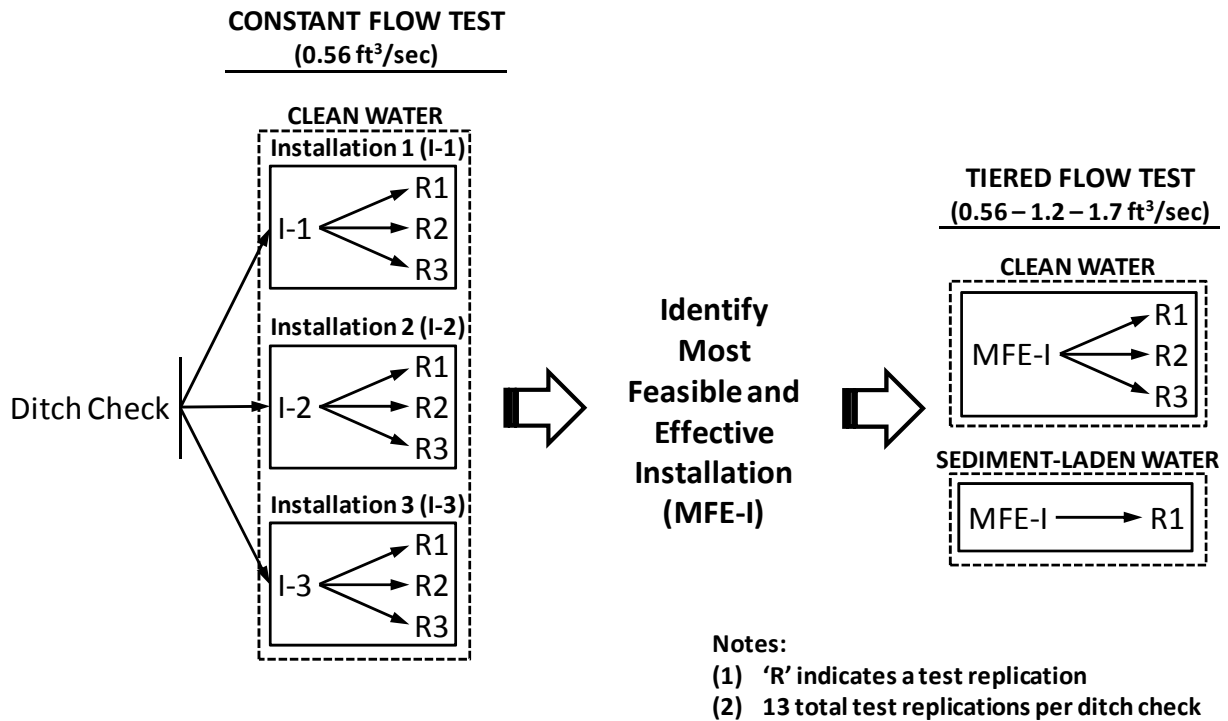 CONSTANT FLOW TEST
(0.56 ft³/sec)
CLEAN WATER
Installation 1 (I-1)
I-1
R1
R2
R3
Installation 2 (I-2)
Ditch Check
I-2
R1
R2
R3
Installation 3 (I-3)
I-3
R1
R2
R3
Identify
Most
Feasible and
Effective
Installation
(MFE-I)
TIERED FLOW TEST
(0.56 – 1.2 – 1.7 ft³/sec)
CLEAN WATER
MFE-I
R1
R2
R3
SEDIMENT-LADEN WATER
MFE-I
R1
Notes:
(1) ‘R’ indicates a test replication
(2) 13 total test replications per ditch check